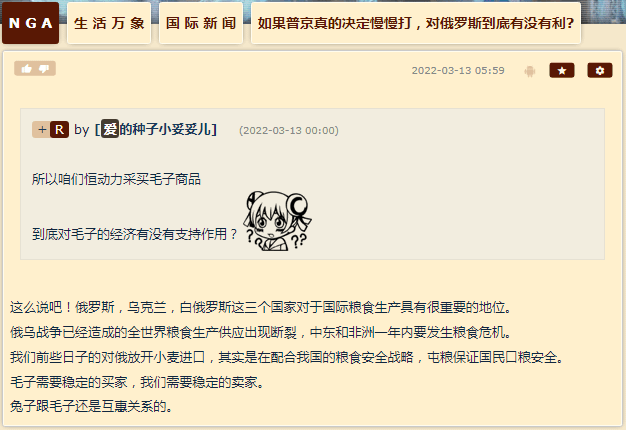 NGA 生活万象 国际新闻 如果普京真的决定慢慢打，对俄罗斯到底有没有利?
2022-03-13 05:59
+R by [爱的种子小妥妥儿] (2022-03-13 00:00)
所以咱们恒动力采买毛子商品
到底对毛子的经济有没有支持作用？
这么说吧！俄罗斯，乌克兰，白俄罗斯这三个国家对于国际粮食生产具有很重要的地位。
俄乌战争已经造成的全世界粮食生产供应出现断裂，中东和非洲一年内要发生粮食危机。
我们前些日子的对俄放开小麦进口，其实是在配合我国的粮食安全战略，屯粮保证国民口粮安全。
毛子需要稳定的买家，我们需要稳定的卖家。
兔子跟毛子还是互惠关系的。